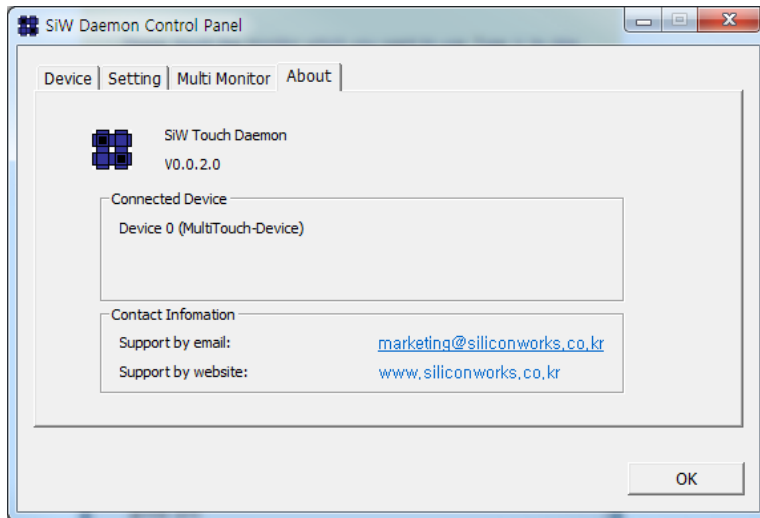 SiW Daemon Control Panel
Device Setting Multi Monitor About
SiW Touch Daemon
V0.0.2.0
Connected Device
Device 0 (MultiTouch-Device)
Contact Infomation
Support by email: marketing@siliconworks.co.kr
Support by website: www.siliconworks.co.kr
OK